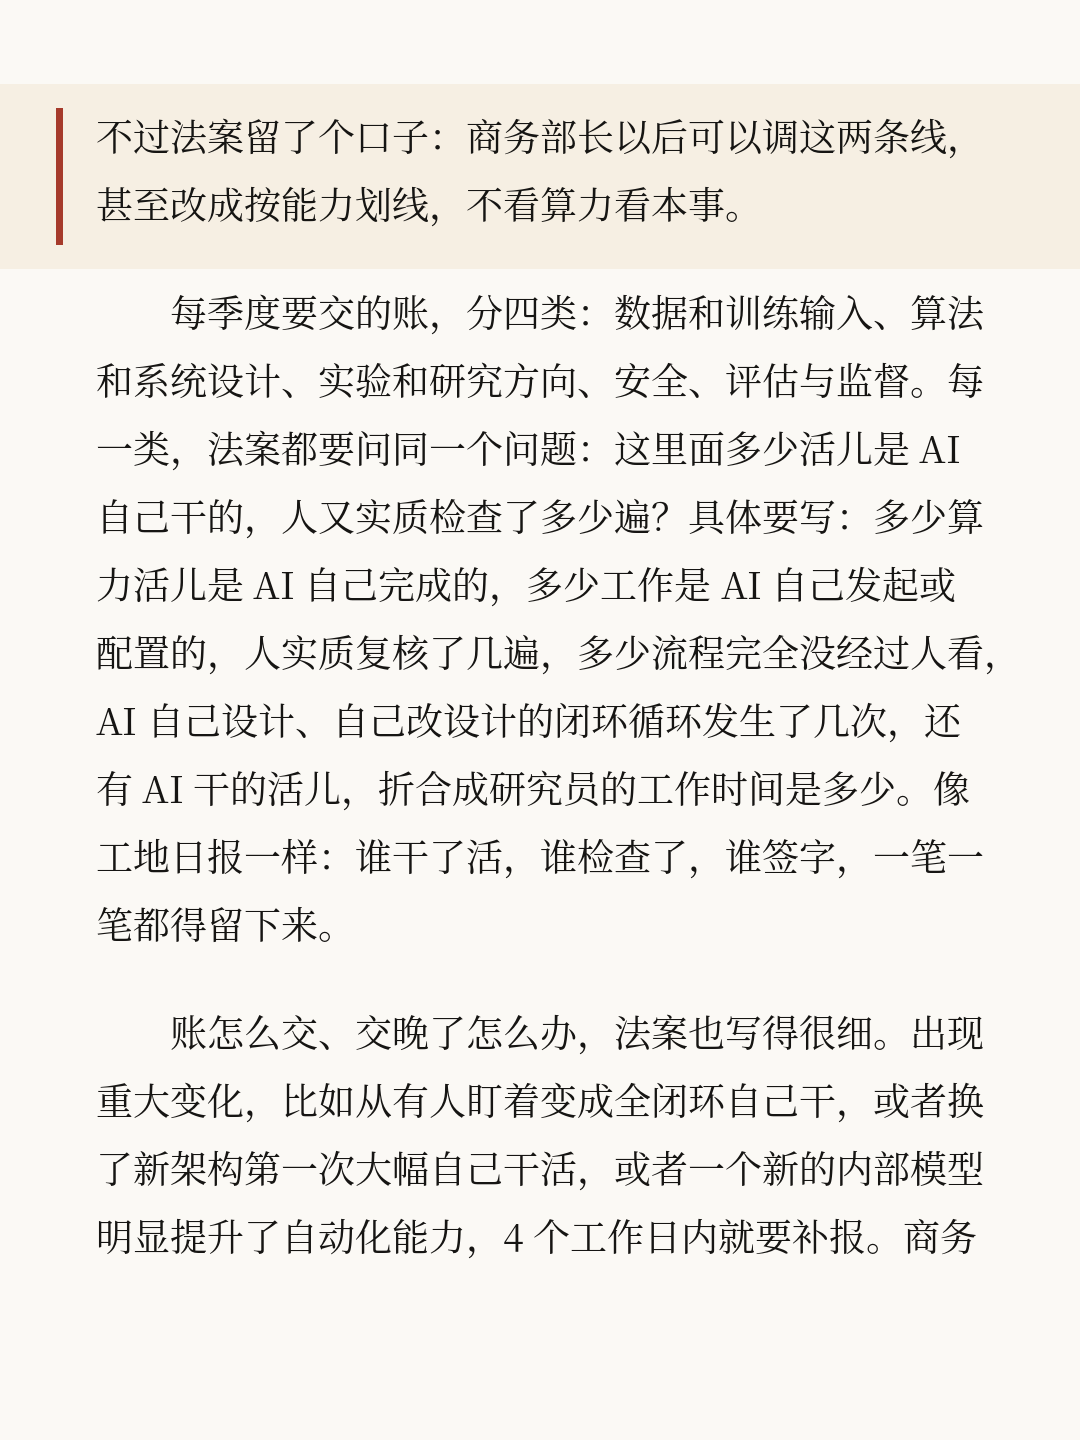 不过法案留了个口子：商务部长以后可以调这两条线，
甚至改成按能力划线，不看算力看本事。
每季度要交的账，分四类：数据和训练输入、算法
和系统设计、实验和研究方向、安全、评估与监督。每
一类，法案都要问同一个问题：这里面多少活儿是 AI
自己干的，人又实质检查了多少遍？具体要写：多少算
力活儿是 AI 自己完成的，多少工作是 AI 自己发起或
配置的，人实质复核了几遍，多少流程完全没经过人看，
AI 自己设计、自己改设计的闭环循环发生了几次，还
有 AI 干的活儿，折合成研究员的工作时间是多少。像
工地日报一样：谁干了活，谁检查了，谁签字，一笔一
笔都得留下来。
账怎么交、交晚了怎么办，法案也写得很细。出现
重大变化，比如从有人盯着变成全闭环自己干，或者换
了新架构第一次大幅自己干活，或者一个新的内部模型
明显提升了自动化能力，4 个工作日内就要补报。商务